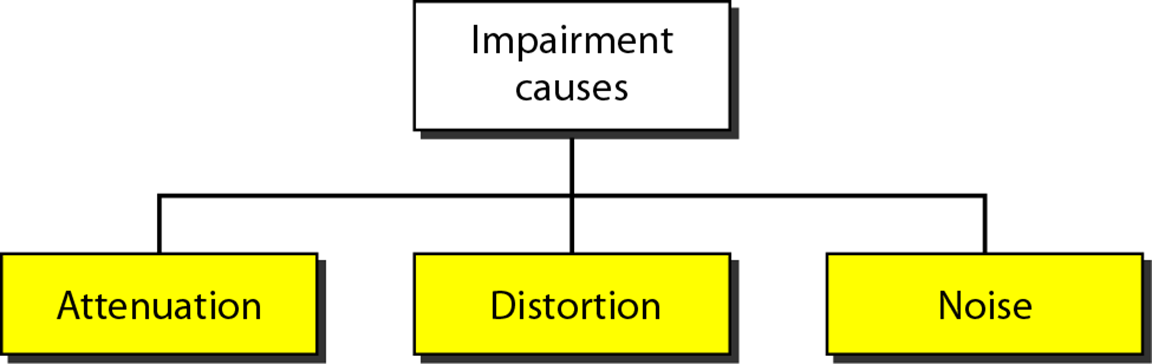 Impairment
causes
Attenuation
Distortion
Noise